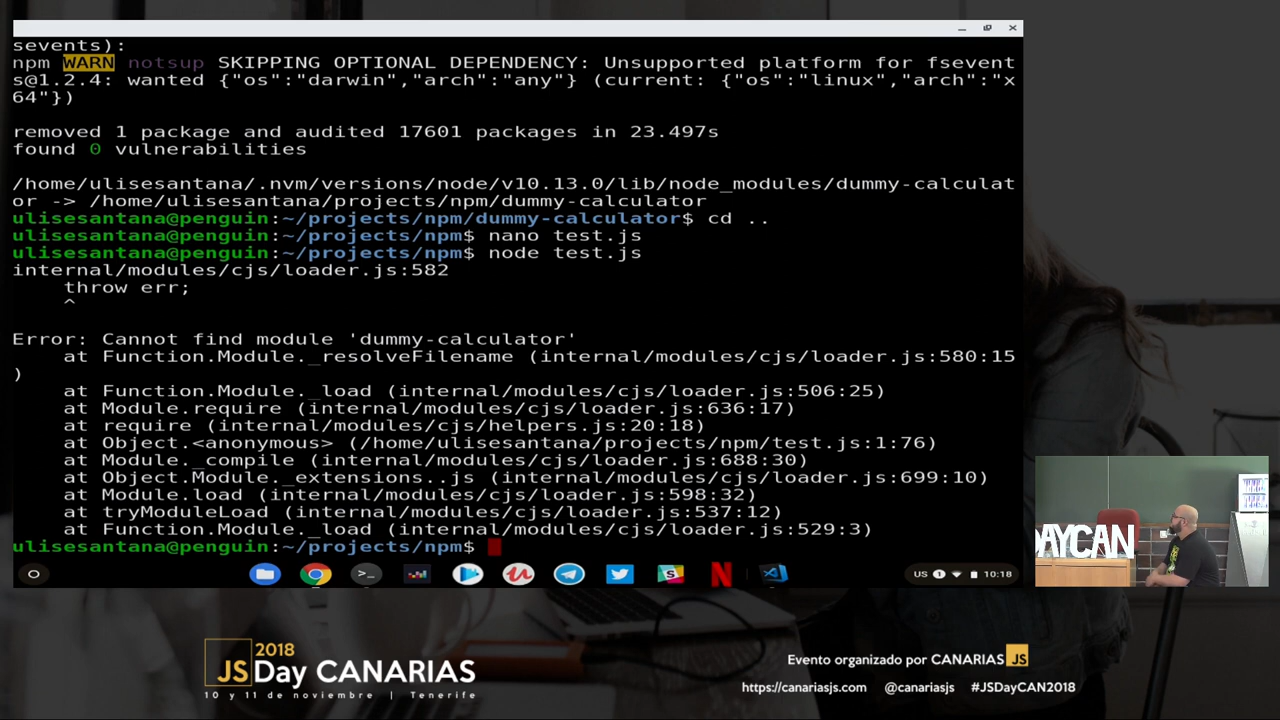 sevents):
npm WARN notsup SKIPPING OPTIONAL DEPENDENCY: Unsupported platform for fsevent
s@1.2.4: wanted {"os":"darwin","arch":"any"} (current: {"os":"linux","arch":"x
64"})
removed 1 package and audited 17601 packages in 23.497s
found 0 vulnerabilities
/home/ulisesantana/.nvm/versions/node/v10.13.0/lib/node_modules/dummy-calculat
or -> /home/ulisesantana/projects/npm/dummy-calculator
ulisesantana@penguin:~/projects/npm/dummy-calculator$ cd ..
ulisesantana@penguin:~/projects/npm$ nano test.js
ulisesantana@penguin:~/projects/npm$ node test.js
internal/modules/cjs/loader.js:582
throw err;
^
Error: Cannot find module 'dummy-calculator'
at Function.Module._resolveFilename (internal/modules/cjs/loader.js:580:15
)
at Function.Module._load (internal/modules/cjs/loader.js:506:25)
at Module.require (internal/modules/cjs/loader.js:636:17)
at require (internal/modules/cjs/helpers.js:20:18)
at Object.<anonymous> (/home/ulisesantana/projects/npm/test.js:1:76)
at Module._compile (internal/modules/cjs/loader.js:688:30)
at Object.Module._extensions..js (internal/modules/cjs/loader.js:699:10)
at Module.load (internal/modules/cjs/loader.js:598:32)
at tryModuleLoad (internal/modules/cjs/loader.js:537:12)
at Function.Module._load (internal/modules/cjs/loader.js:529:3)
ulisesantana@penguin:~/projects/npm$
US 1 10:18
DAYCAN
2018
JSDay CANARIAS
10 y 11 de noviembre | Tenerife
Evento organizado por CANARIAS JS
https://canariasjs.com @canariasjs #JSDayCAN2018